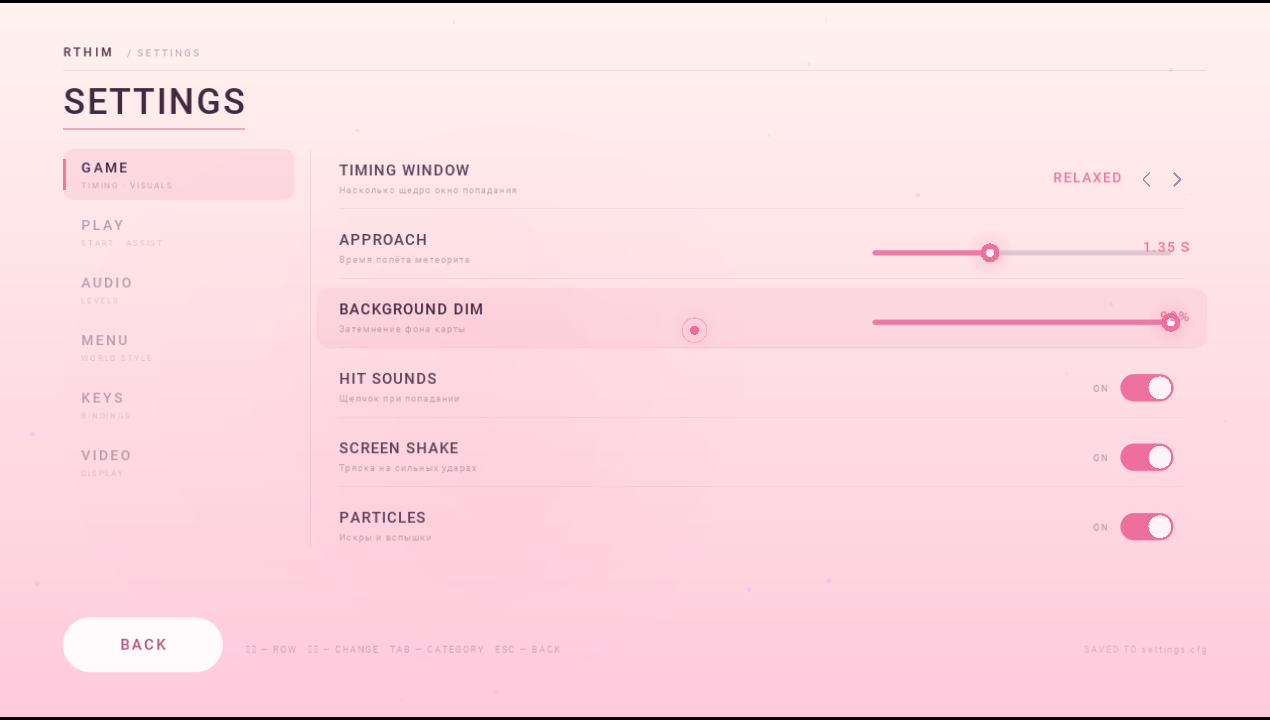 RTHIM / SETTINGS
SETTINGS
GAME
TIMING · VISUALS
PLAY
START · ASSIST
AUDIO
LEVELS
MENU
WORLD STYLE
KEYS
BINDINGS
VIDEO
DISPLAY
TIMING WINDOW
Насколько щедро окно попадания
RELAXED
APPROACH
Время полёта метеорита
1.35 S
BACKGROUND DIM
Затемнение фона карты
HIT SOUNDS
Щелчок при попадании
ON
SCREEN SHAKE
Тряска на сильных ударах
ON
PARTICLES
Искры и вспышки
ON
BACK
— ROW — CHANGE TAB — CATEGORY ESC — BACK
SAVED TO settings.cfg